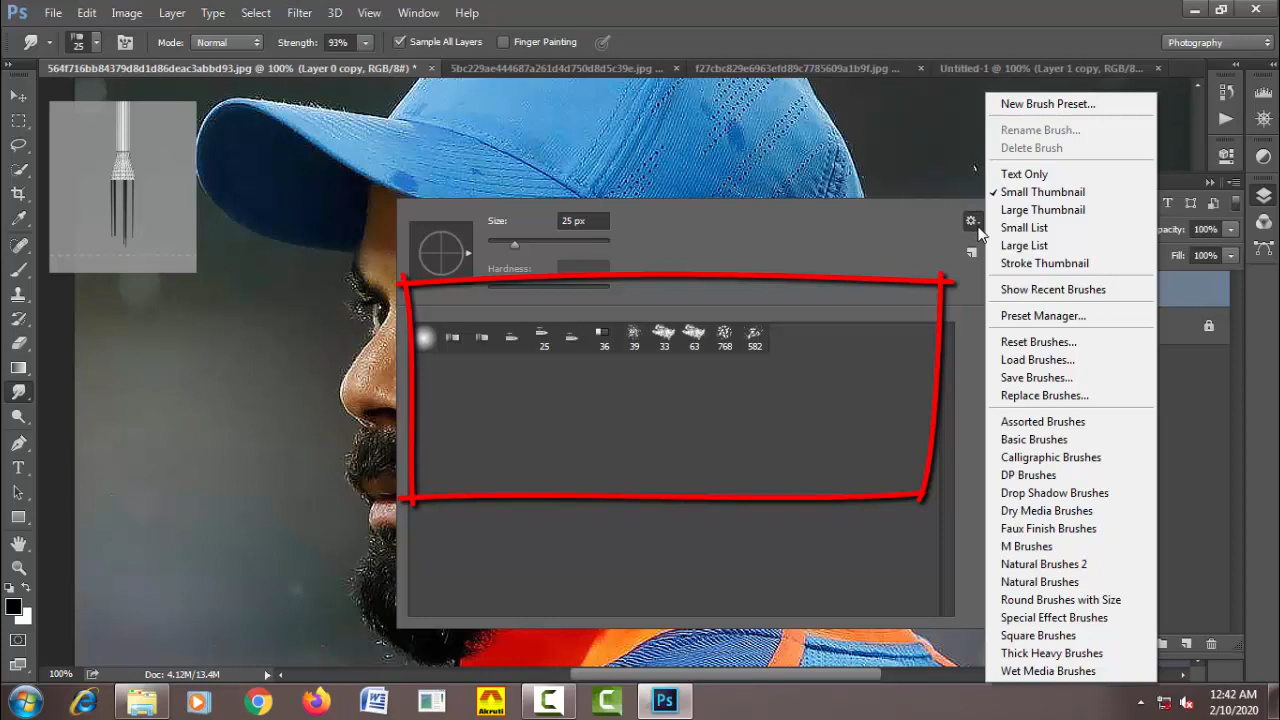 Ps File Edit Image Layer Type Select Filter 3D View Window Help
25 Mode: Normal Strength: 93% Sample All Layers Finger Painting Photography
564f716bb84379d8d1d86deac3abbd93.jpg @ 100% (Layer 0 copy, RGB/8#) * 5bc229ae444687a261d4d750d8d5c39e.jpg ... f27cbc829e6963efd89c7785609a1b9f.jpg ... Untitled-1 @ 100% (Layer 1 copy, RGB/8...
New Brush Preset...
Rename Brush...
Delete Brush
Text Only
Small Thumbnail
Large Thumbnail
Small List
Large List
Stroke Thumbnail
Show Recent Brushes
Preset Manager...
Reset Brushes...
Load Brushes...
Save Brushes...
Replace Brushes...
Assorted Brushes
Basic Brushes
Calligraphic Brushes
DP Brushes
Drop Shadow Brushes
Dry Media Brushes
Faux Finish Brushes
M Brushes
Natural Brushes 2
Natural Brushes
Round Brushes with Size
Special Effect Brushes
Square Brushes
Thick Heavy Brushes
Wet Media Brushes
Size: 25 px
Hardness:
25 36 39 33 63 768 582
100%
Fill: 100%
100% Doc: 4.12M/13.4M
Akruti
Ps
12:42 AM
2/10/2020